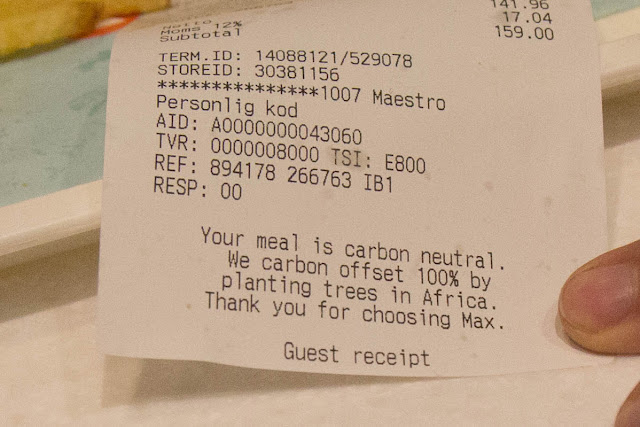 141.96
Netto
Moms 12% 17.04
Subtotal 159.00
TERM.ID: 14088121/529078
STOREID: 30381156
***************1007 Maestro
Personlig kod
AID: A0000000043060
TVR: 0000008000 TSI: E800
REF: 894178 266763 IB1
RESP: 00
Your meal is carbon neutral.
We carbon offset 100% by
planting trees in Africa.
Thank you for choosing Max.
Guest receipt